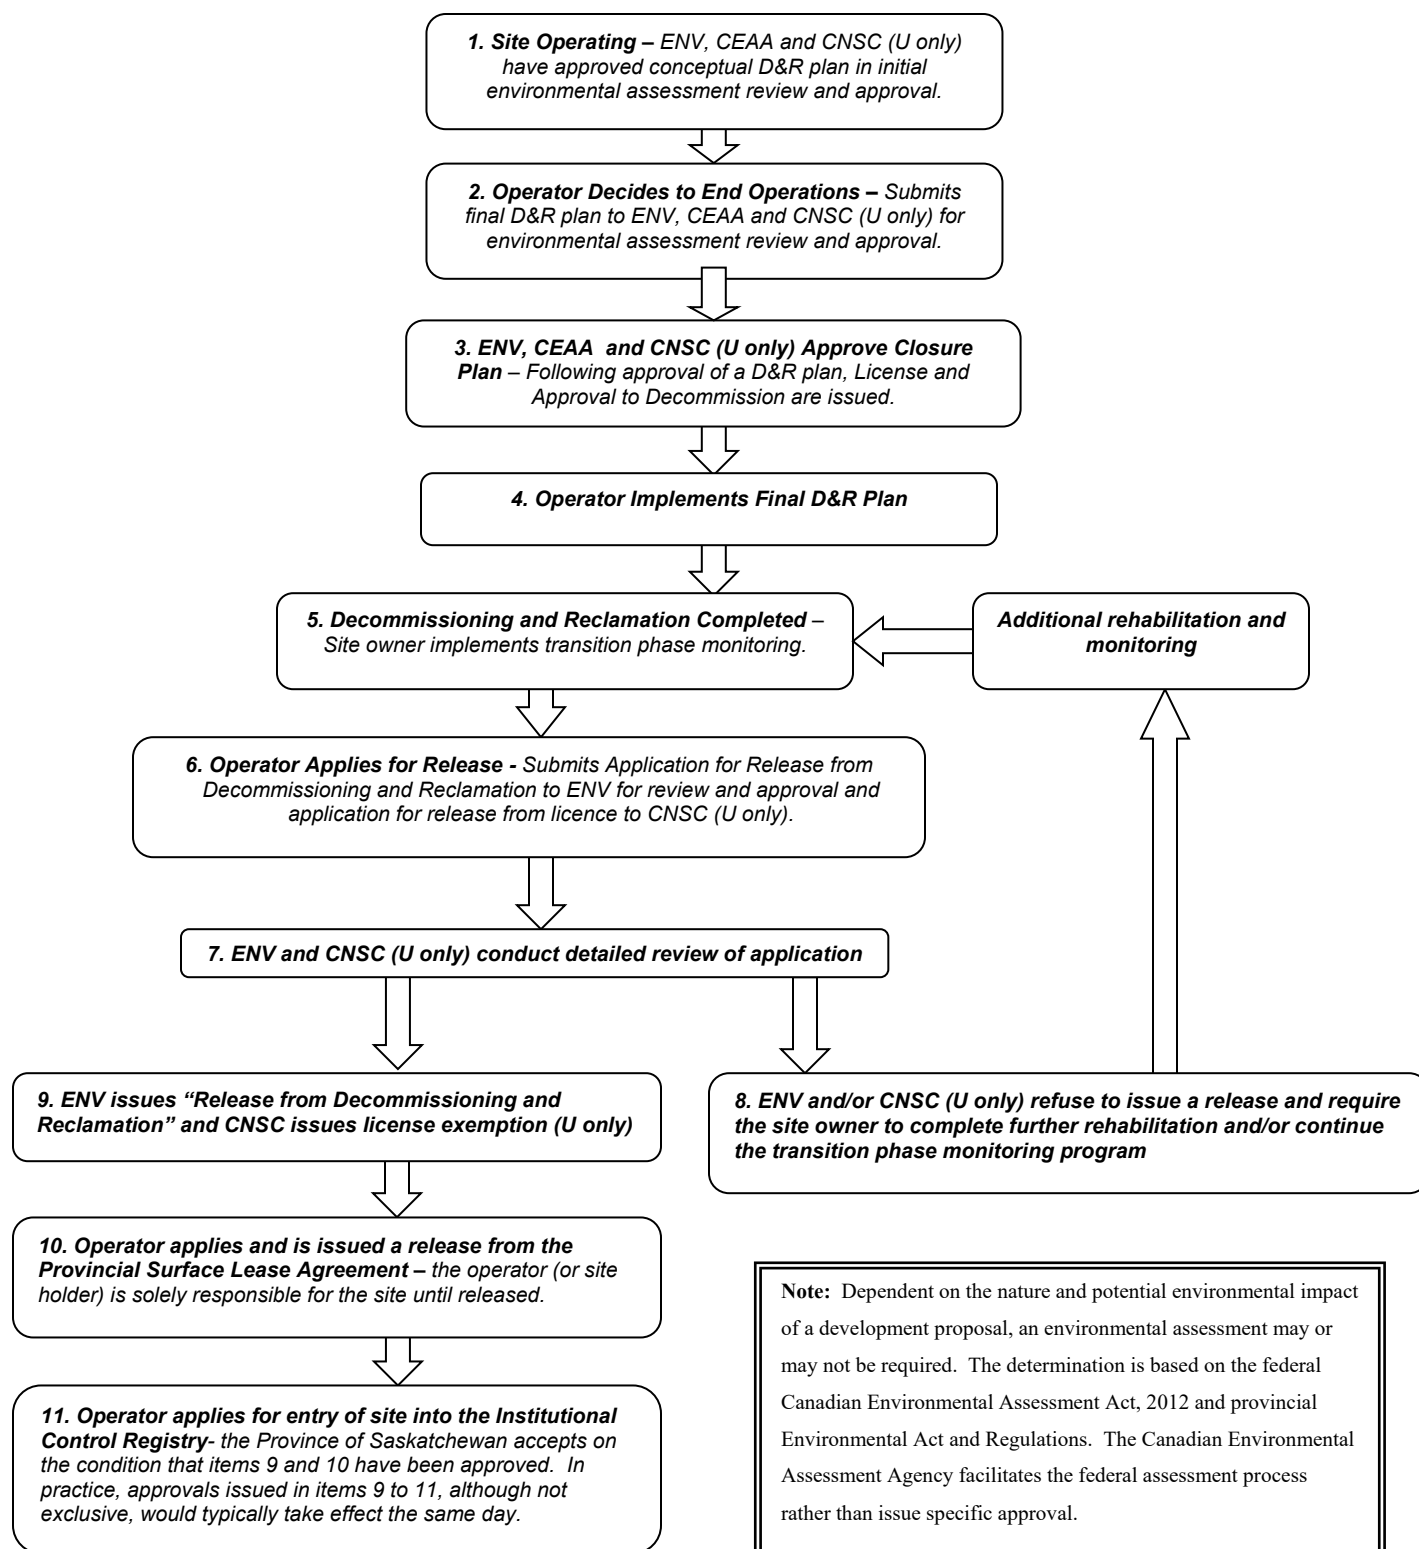 1. Site Operating – ENV, CEAA and CNSC (U only)
have approved conceptual D&R plan in initial
environmental assessment review and approval.
2. Operator Decides to End Operations – Submits
final D&R plan to ENV, CEAA and CNSC (U only) for
environmental assessment review and approval.
3. ENV, CEAA and CNSC (U only) Approve Closure
Plan – Following approval of a D&R plan, License and
Approval to Decommission are issued.
4. Operator Implements Final D&R Plan
5. Decommissioning and Reclamation Completed –
Site owner implements transition phase monitoring.
Additional rehabilitation and
monitoring
6. Operator Applies for Release - Submits Application for Release from
Decommissioning and Reclamation to ENV for review and approval and
application for release from licence to CNSC (U only).
7. ENV and CNSC (U only) conduct detailed review of application
9. ENV issues “Release from Decommissioning and
Reclamation” and CNSC issues license exemption (U only)
8. ENV and/or CNSC (U only) refuse to issue a release and require
the site owner to complete further rehabilitation and/or continue
the transition phase monitoring program
10. Operator applies and is issued a release from the
Provincial Surface Lease Agreement – the operator (or site
holder) is solely responsible for the site until released.
11. Operator applies for entry of site into the Institutional
Control Registry- the Province of Saskatchewan accepts on
the condition that items 9 and 10 have been approved. In
practice, approvals issued in items 9 to 11, although not
exclusive, would typically take effect the same day.
Note: Dependent on the nature and potential environmental impact
of a development proposal, an environmental assessment may or
may not be required. The determination is based on the federal
Canadian Environmental Assessment Act, 2012 and provincial
Environmental Act and Regulations. The Canadian Environmental
Assessment Agency facilitates the federal assessment process
rather than issue specific approval.